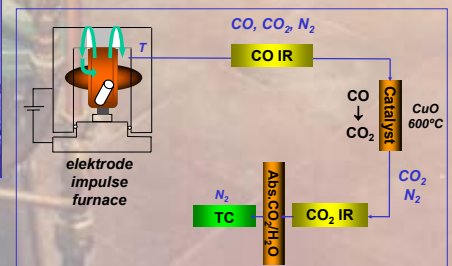 CO, CO2, N2
T
CO IR
CO
↓
CO2
Catalyst
CuO
600ºC
elektrode
impulse
furnace
CO2
N2
N2
TC
Abs.CO2/H2O
CO2 IR